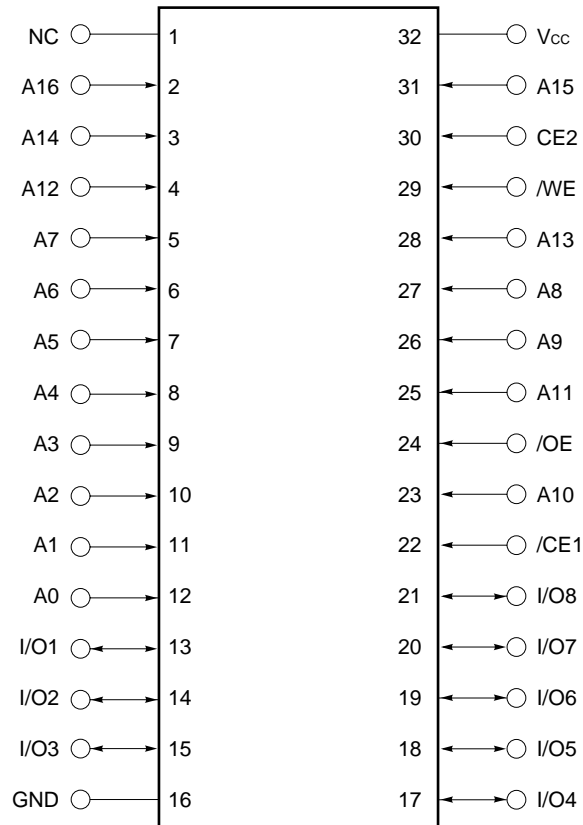 NC 1 32 Vcc
A16 2 31 A15
A14 3 30 CE2
A12 4 29 /WE
A7 5 28 A13
A6 6 27 A8
A5 7 26 A9
A4 8 25 A11
A3 9 24 /OE
A2 10 23 A10
A1 11 22 /CE1
A0 12 21 I/O8
I/O1 13 20 I/O7
I/O2 14 19 I/O6
I/O3 15 18 I/O5
GND 16 17 I/O4